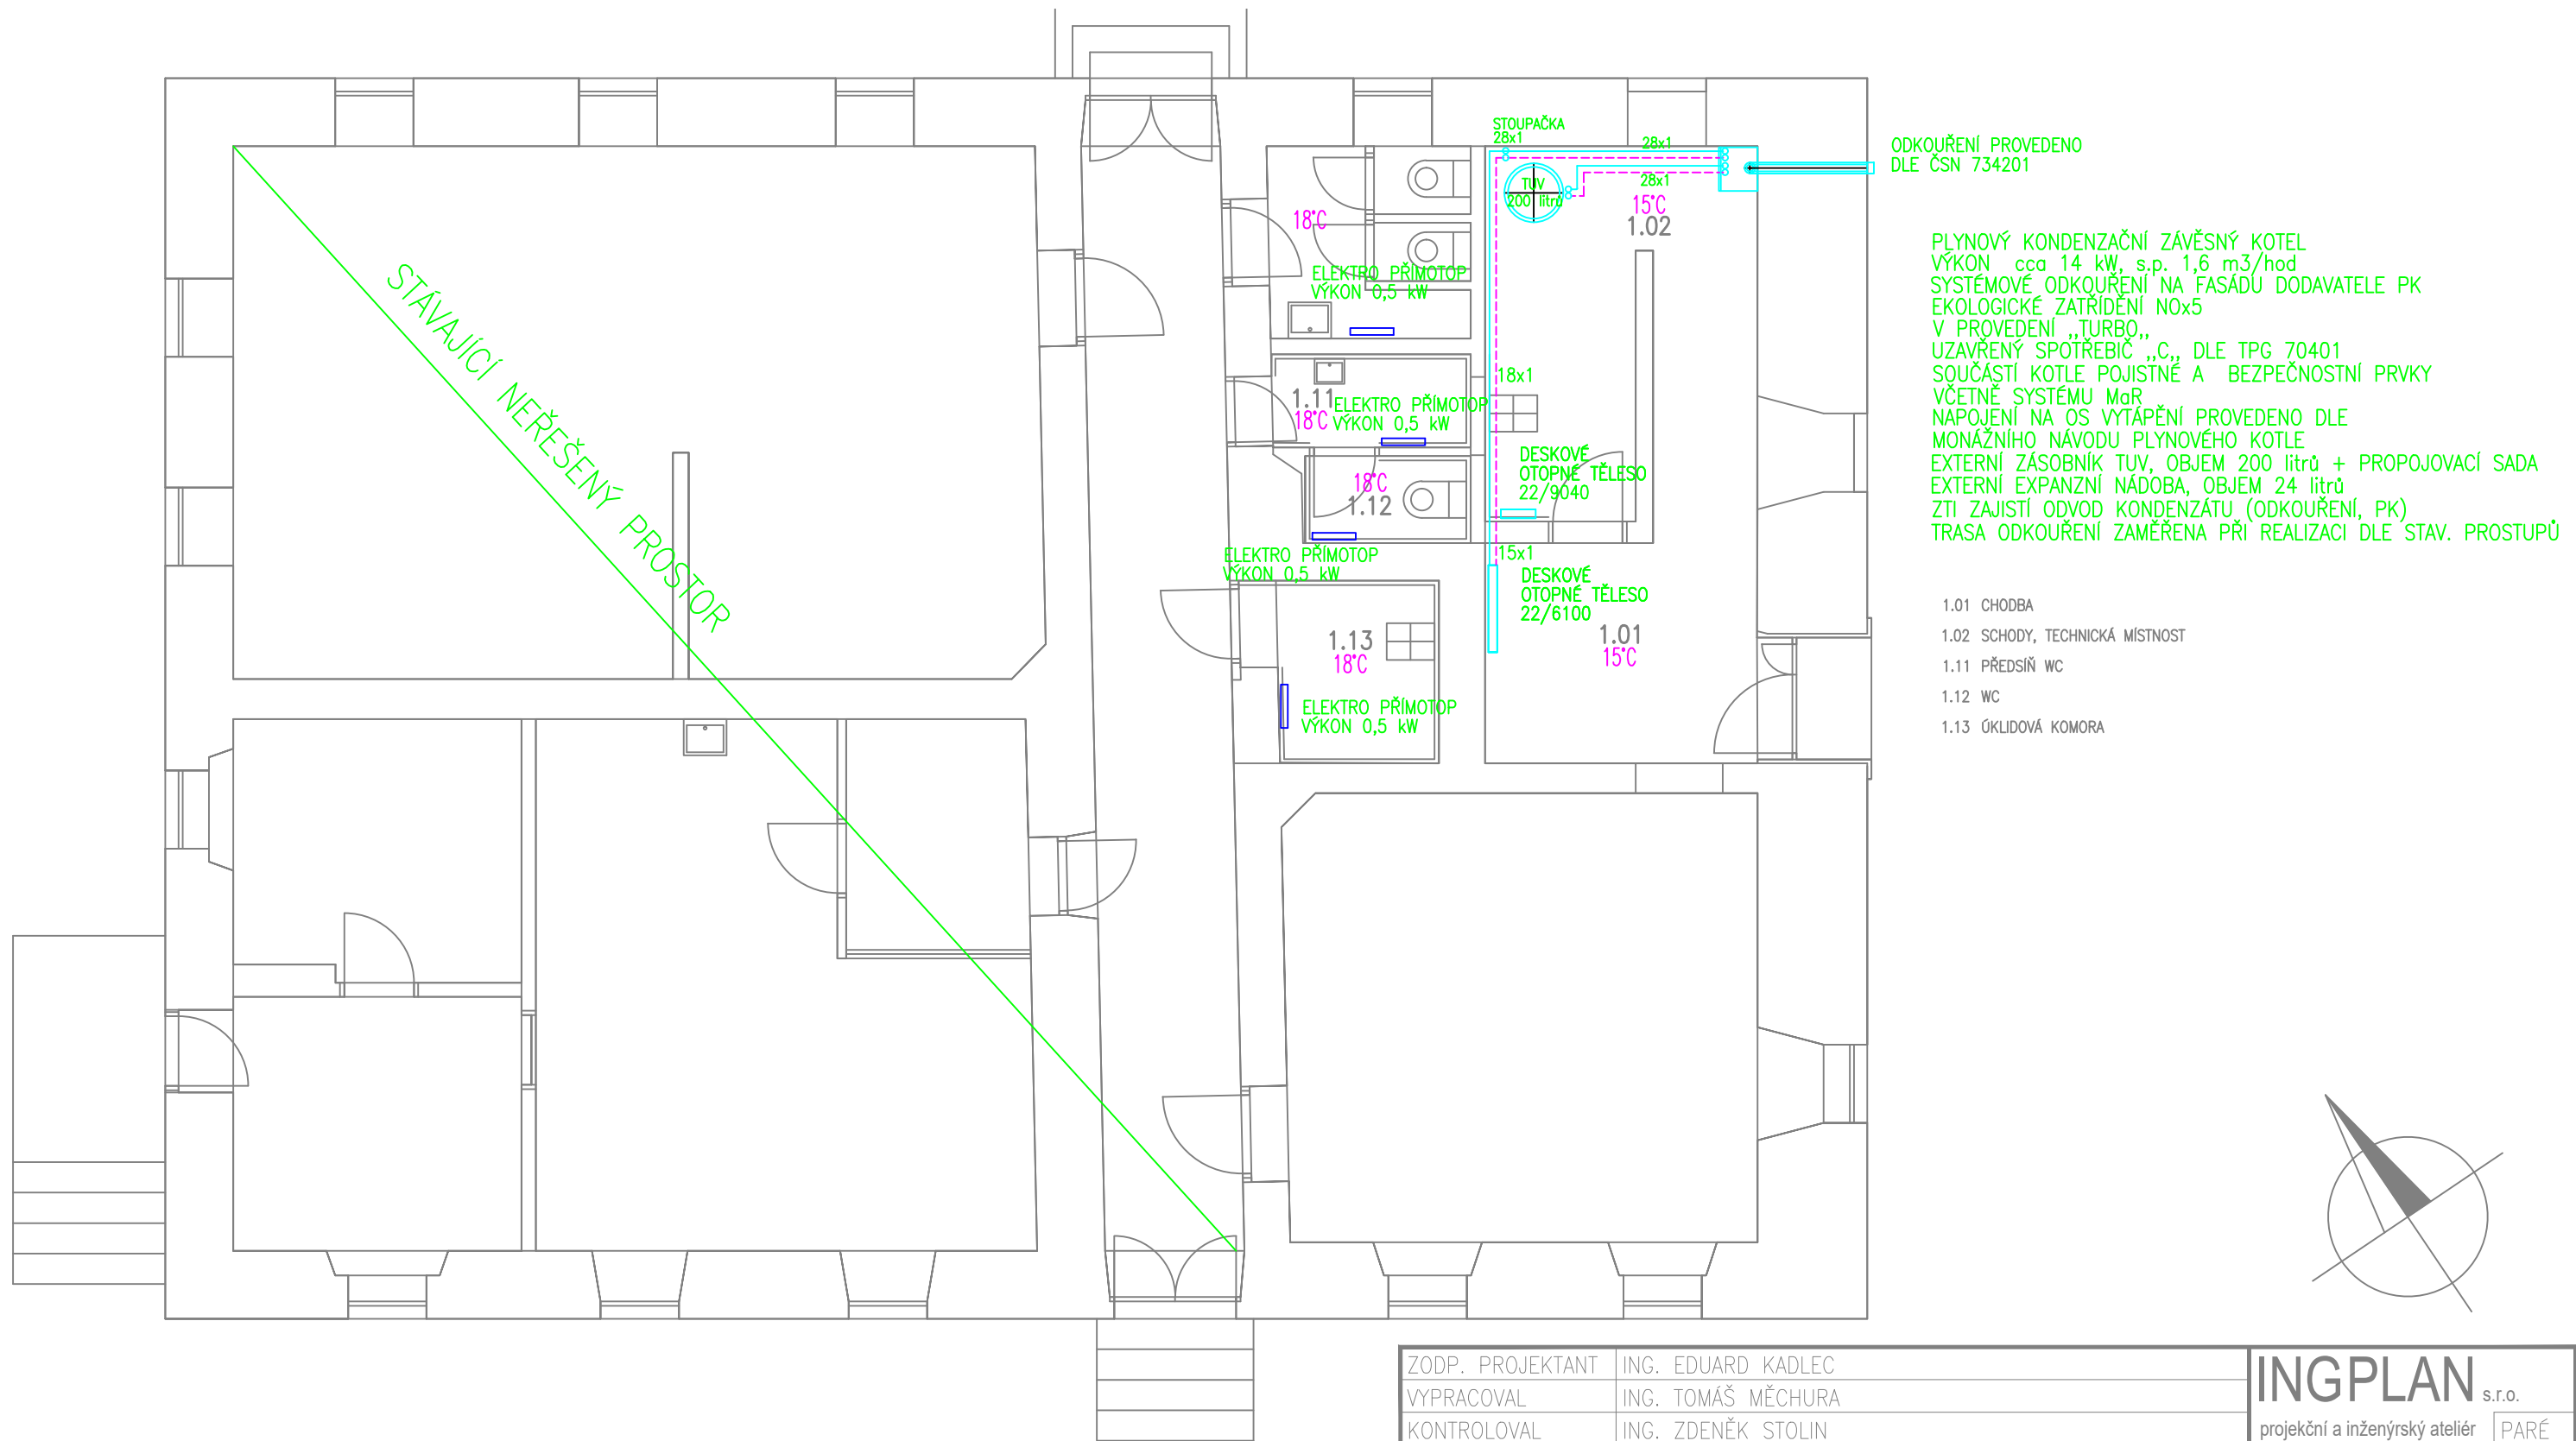 STOUPAČKA
28x1
28x1
28x1
TUV
200 litrů
15°C
1.02
ODKOUŘENÍ PROVEDENO
DLE ČSN 734201
18°C
ELEKTRO PŘÍMOTOP
VÝKON 0,5 kW
STÁVAJÍCÍ NEŘEŠENÝ PROSTOR
PLYNOVÝ KONDENZAČNÍ ZÁVĚSNÝ KOTEL
VÝKON cca 14 kW, s.p. 1,6 m3/hod
SYSTÉMOVÉ ODKOUŘENÍ NA FASÁDU DODAVATELE PK
EKOLOGICKÉ ZATŘÍDĚNÍ NOx5
V PROVEDENÍ ,,TURBO,,
UZAVŘENÝ SPOTŘEBIČ ,,C,, DLE TPG 70401
SOUČÁSTÍ KOTLE POJISTNÉ A BEZPEČNOSTNÍ PRVKY
VČETNĚ SYSTÉMU MaR
NAPOJENÍ NA OS VYTÁPĚNÍ PROVEDENO DLE
MONÁŽNÍHO NÁVODU PLYNOVÉHO KOTLE
EXTERNÍ ZÁSOBNÍK TUV, OBJEM 200 litrů + PROPOJOVACÍ SADA
EXTERNÍ EXPANZNÍ NÁDOBA, OBJEM 24 litrů
ZTI ZAJISTÍ ODVOD KONDENZÁTU (ODKOUŘENÍ, PK)
TRASA ODKOUŘENÍ ZAMĚŘENA PŘI REALIZACI DLE STAV. PROSTUPŮ
18x1
1.11
18°C
ELEKTRO PŘÍMOTOP
VÝKON 0,5 kW
DESKOVÉ
OTOPNÉ TĚLESO
22/9040
18°C
1.12
ELEKTRO PŘÍMOTOP
VÝKON 0,5 kW
15x1
DESKOVÉ
OTOPNÉ TĚLESO
22/6100
1.01
15°C
1.13
18°C
ELEKTRO PŘÍMOTOP
VÝKON 0,5 kW
1.01 CHODBA
1.02 SCHODY, TECHNICKÁ MÍSTNOST
1.11 PŘEDSÍŇ WC
1.12 WC
1.13 ÚKLIDOVÁ KOMORA
ZODP. PROJEKTANT ING. EDUARD KADLEC
VYPRACOVAL ING. TOMÁŠ MĚCHURA
KONTROLOVAL ING. ZDENĚK STOLIN
INGPLAN s.r.o.
projekční a inženýrský ateliér
PARÉ